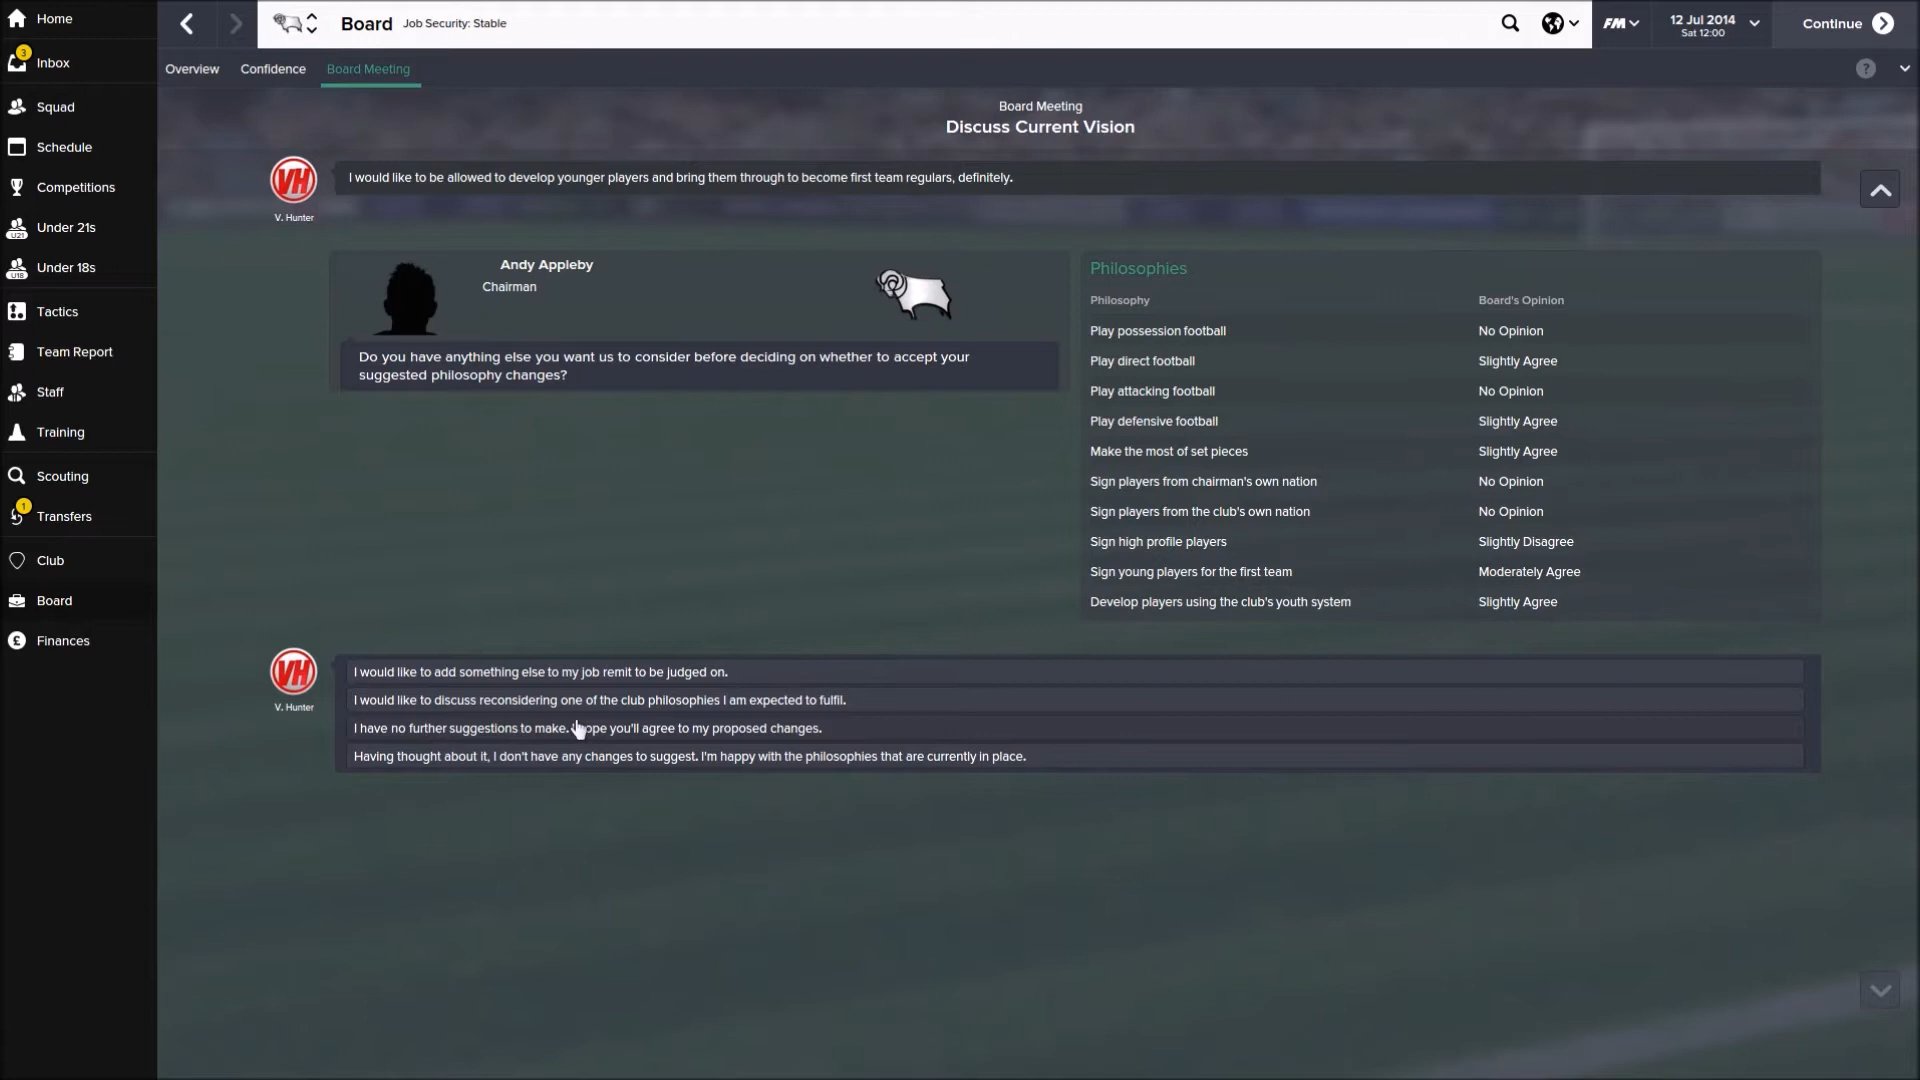 Home
3
Inbox
Squad
Schedule
Competitions
U21
Under 21s
U18
Under 18s
Tactics
Team Report
Staff
Training
Scouting
1
Transfers
Club
Board
£
Finances
Board
Job Security: Stable
FM
12 Jul 2014
Sat 12:00
Continue
Overview
Confidence
Board Meeting
?
Board Meeting
Discuss Current Vision
VH
V. Hunter
I would like to be allowed to develop younger players and bring them through to become first team regulars, definitely.
Andy Appleby
Chairman
Do you have anything else you want us to consider before deciding on whether to accept your
suggested philosophy changes?
Philosophies
Philosophy Board's Opinion
Play possession football No Opinion
Play direct football Slightly Agree
Play attacking football No Opinion
Play defensive football Slightly Agree
Make the most of set pieces Slightly Agree
Sign players from chairman's own nation No Opinion
Sign players from the club's own nation No Opinion
Sign high profile players Slightly Disagree
Sign young players for the first team Moderately Agree
Develop players using the club's youth system Slightly Agree
VH
V. Hunter
I would like to add something else to my job remit to be judged on.
I would like to discuss reconsidering one of the club philosophies I am expected to fulfil.
I have no further suggestions to make. I hope you'll agree to my proposed changes.
Having thought about it, I don't have any changes to suggest. I'm happy with the philosophies that are currently in place.